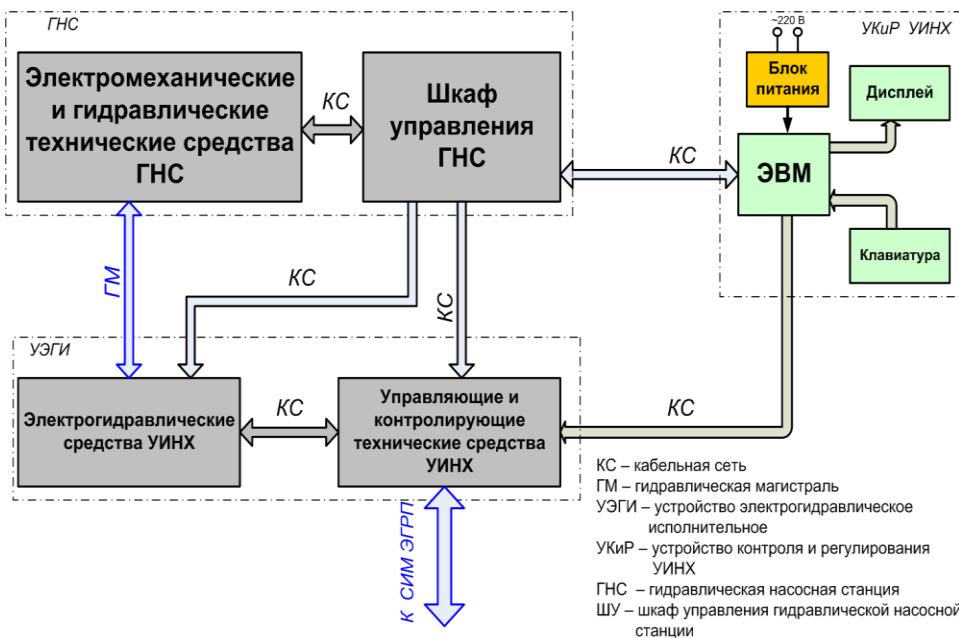 ГНС
Электромеханические
и гидравлические
технические средства
ГНС
КС
Шкаф
управления
ГНС
КС
~220 В
УКиР УИНХ
Блок
питания
Дисплей
ЭВМ
Клавиатура
ГМ
КС
КС
УЭГИ
Электрогидравлические
средства УИНХ
КС
Управляющие и
контролирующие
технические средства
УИНХ
КС
К СИМ ЭГРП
КС – кабельная сеть
ГМ – гидравлическая магистраль
УЭГИ – устройство электрогидравлическое
исполнительное
УКиР – устройство контроля и регулирования
УИНХ
ГНС – гидравлическая насосная станция
ШУ – шкаф управления гидравлической насосной
станции